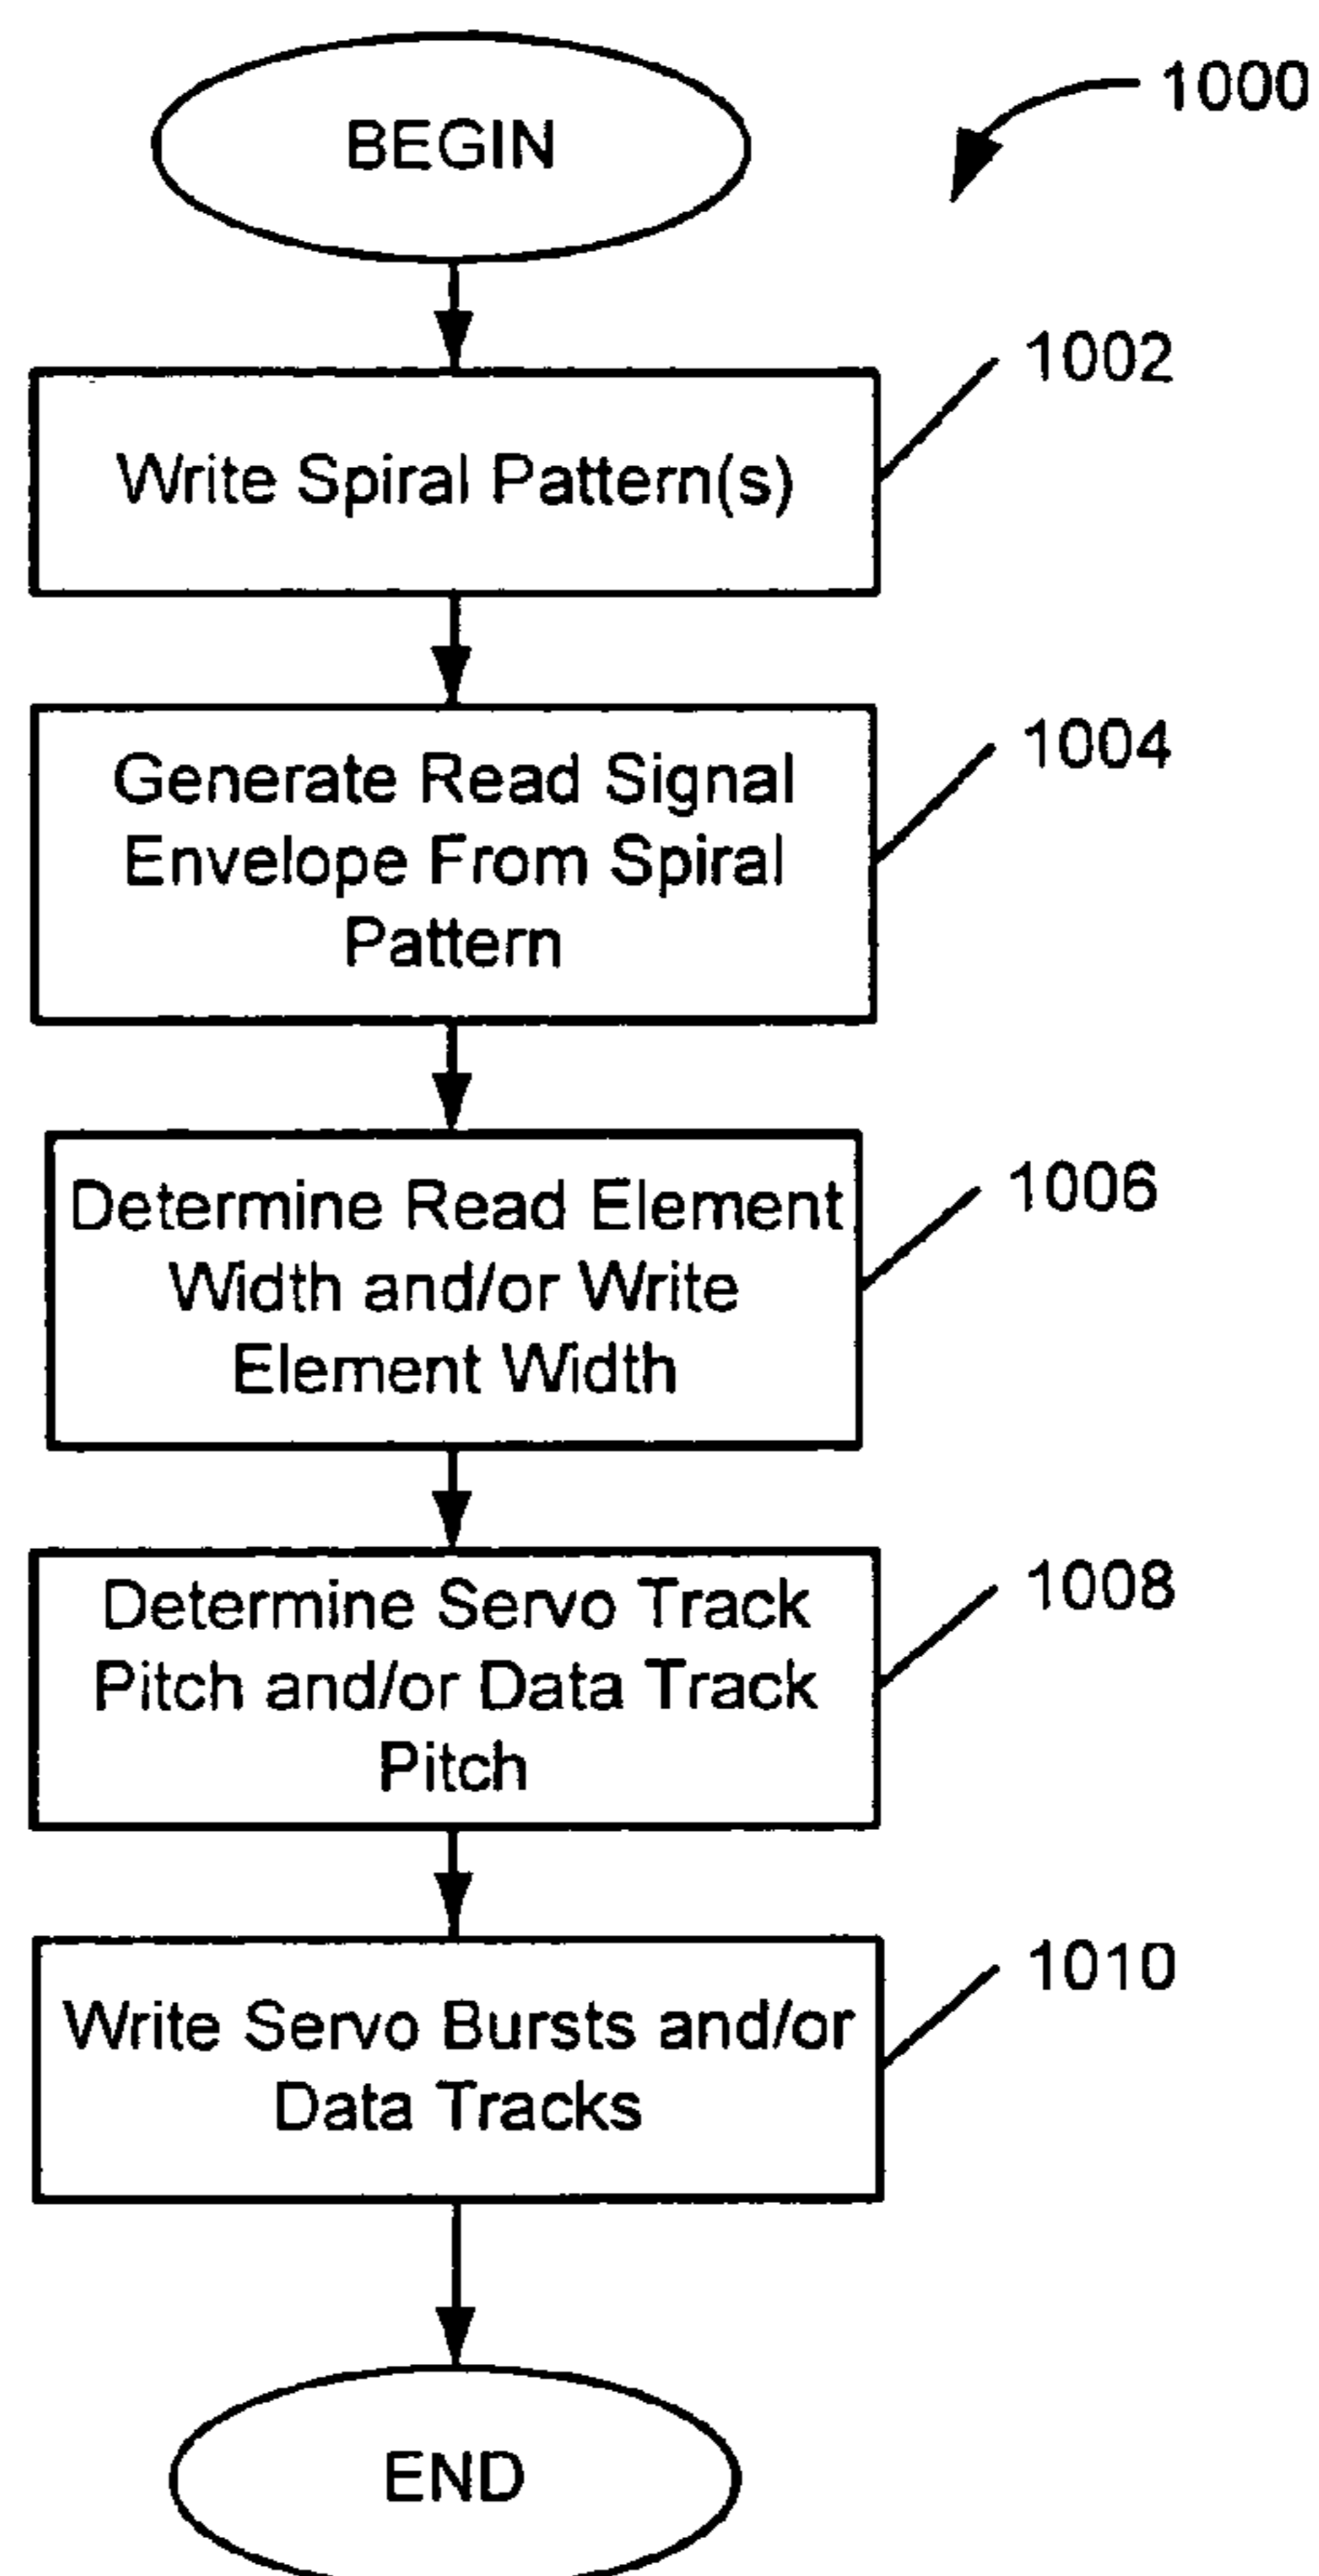 BEGIN
1000
1002
Write Spiral Pattern(s)
1004
Generate Read Signal
Envelope From Spiral
Pattern
1006
Determine Read Element
Width and/or Write
Element Width
1008
Determine Servo Track
Pitch and/or Data Track
Pitch
1010
Write Servo Bursts and/or
Data Tracks
END